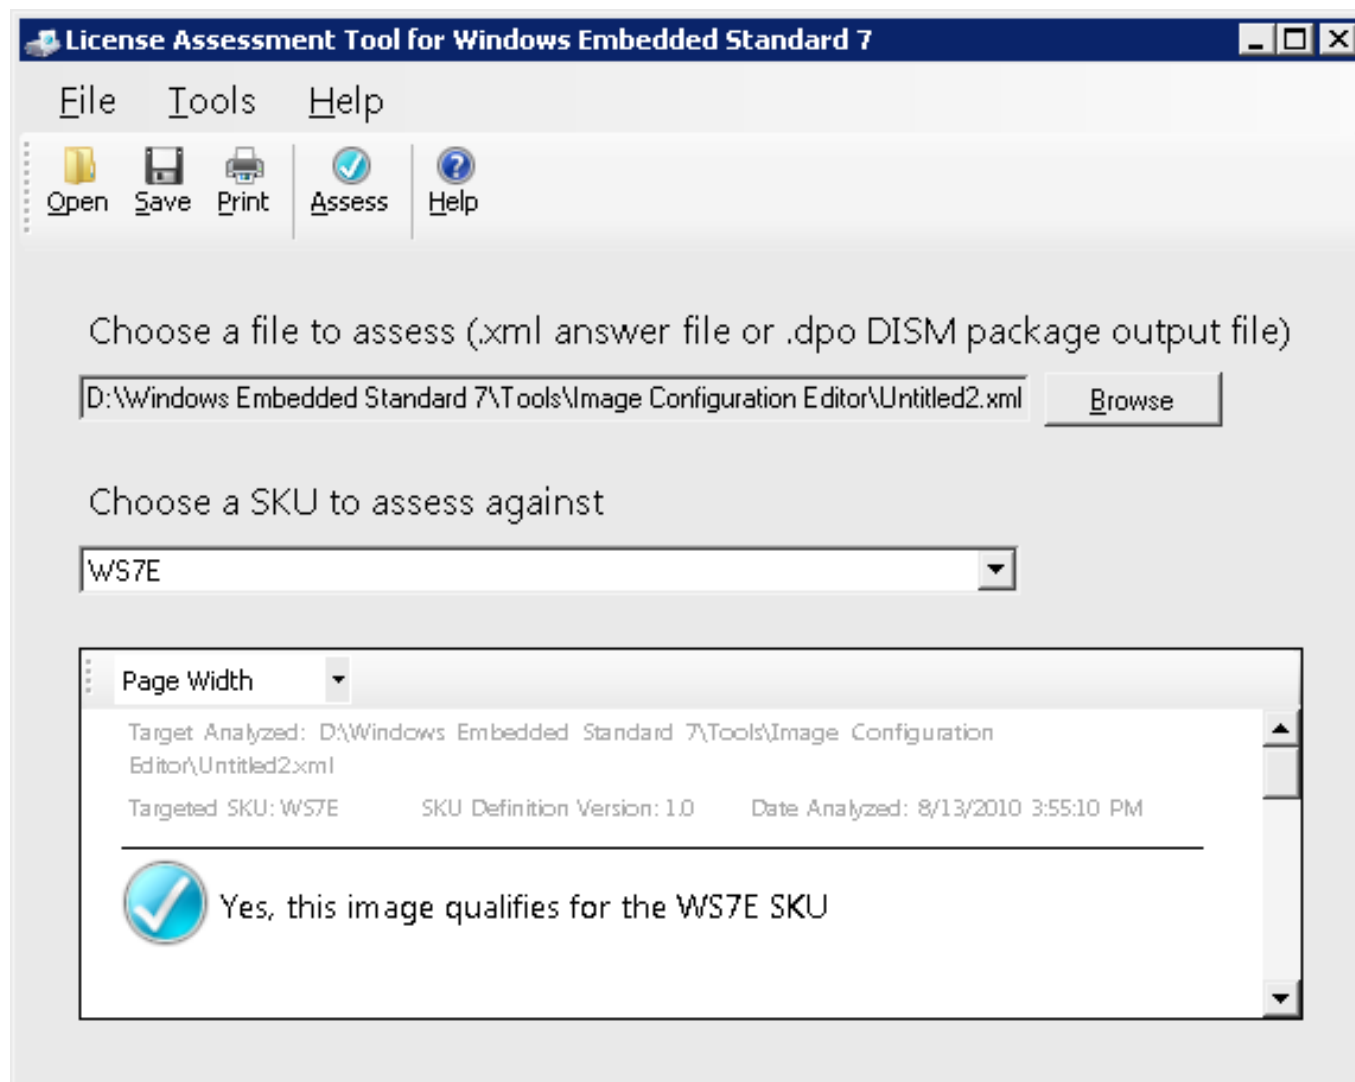 License Assessment Tool for Windows Embedded Standard 7
File Tools Help
Open Save Print Assess Help
Choose a file to assess (.xml answer file or .dpo DISM package output file)
D:\Windows Embedded Standard 7\Tools\Image Configuration Editor\Untitled2.xml Browse
Choose a SKU to assess against
WS7E
Page Width
Target Analyzed: D:\Windows Embedded Standard 7\Tools\Image Configuration
Editor\Untitled2.xml
Targeted SKU: WS7E SKU Definition Version: 1.0 Date Analyzed: 8/13/2010 3:55:10 PM
Yes, this image qualifies for the WS7E SKU